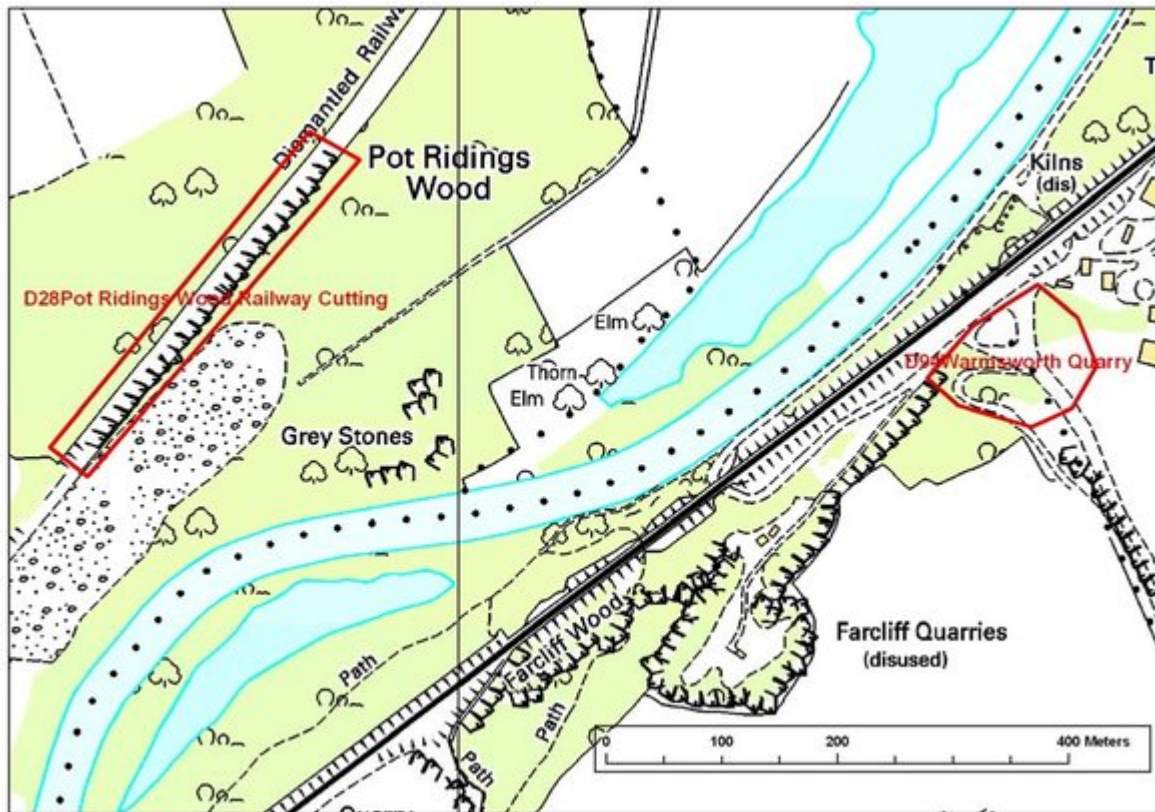 Dismantled Railway
T
Pot Ridings
Wood
Kilns
(dis)
D28Pot Ridings Wood Railway Cutting
Elm
D94Warmsworth Quarry
Thorn
Elm
Grey Stones
Farcliff Wood
Farcliff Quarries
(disused)
Path
Path
Path
0 100 200 400 Meters